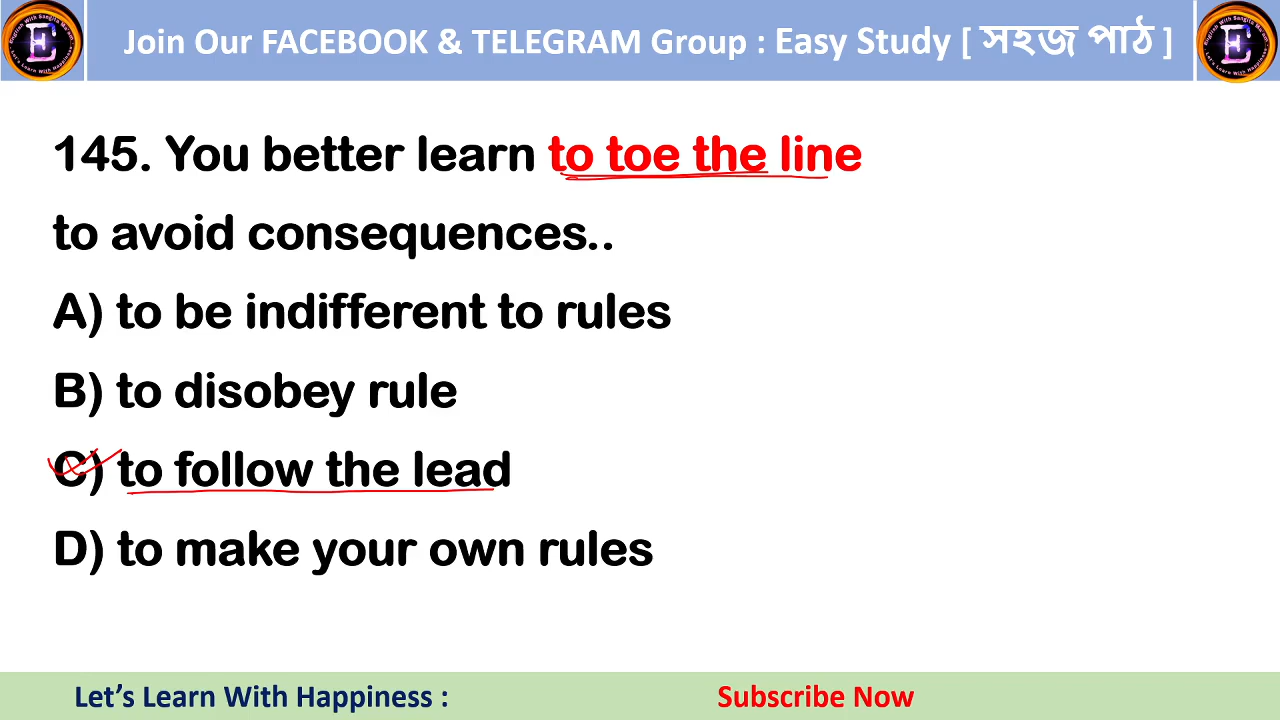 Join Our FACEBOOK & TELEGRAM Group : Easy Study [ সহজ পাঠ ]
145. You better learn to toe the line
to avoid consequences..
A) to be indifferent to rules
B) to disobey rule
C) to follow the lead
D) to make your own rules
Let's Learn With Happiness :
Subscribe Now